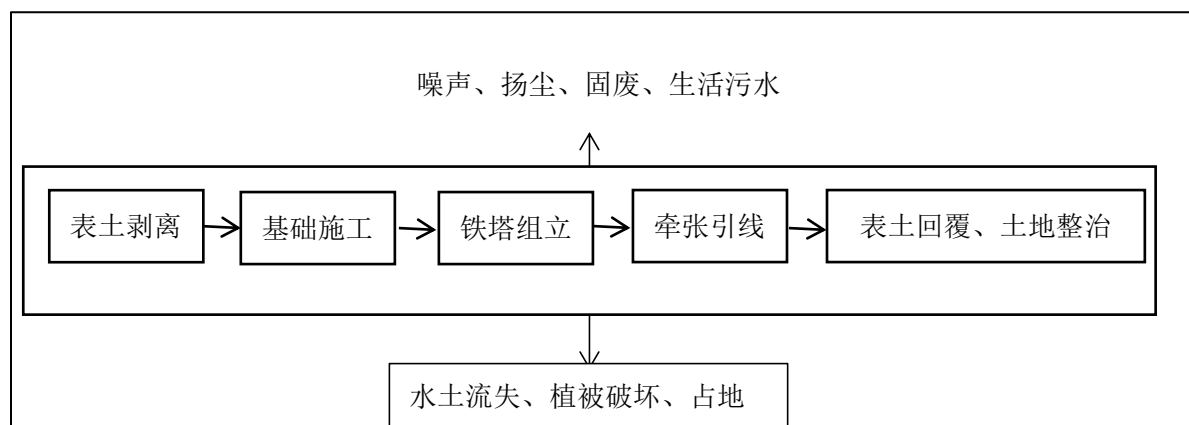 噪声、扬尘、固废、生活污水
表土剥离
基础施工
铁塔组立
牵张引线
表土回覆、土地整治
水土流失、植被破坏、占地